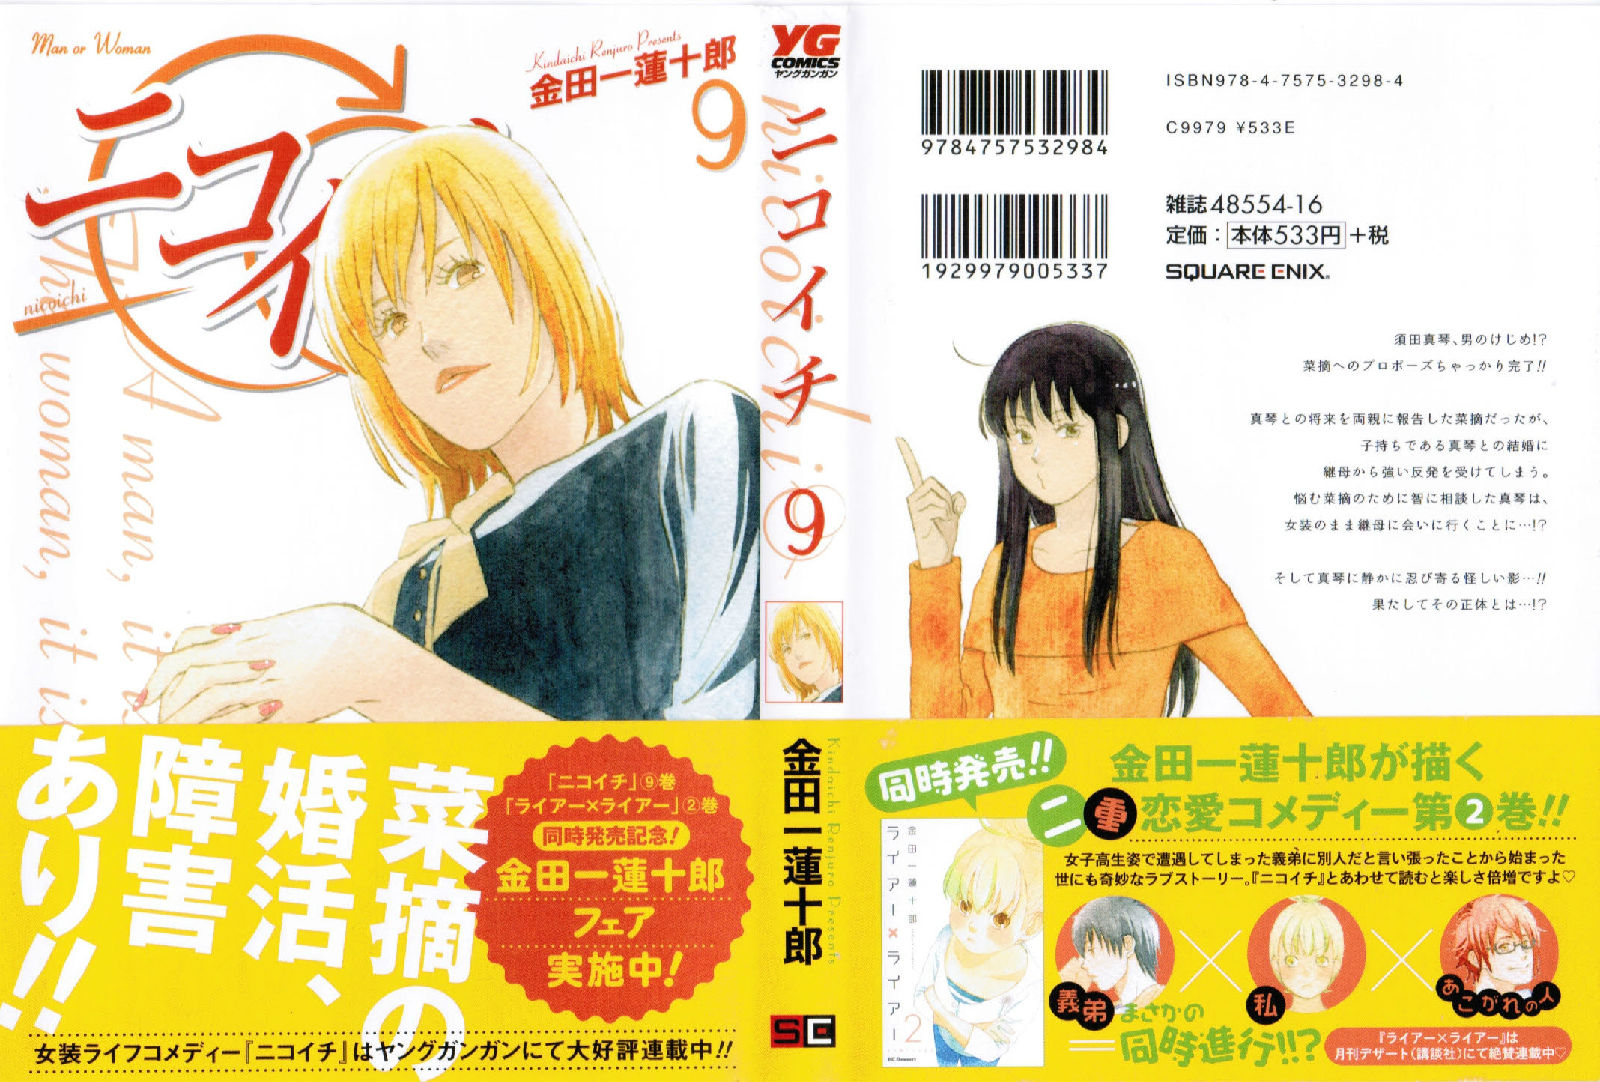 Man or Woman
ニコイチ
nicoichi
A man, it is
woman, it is
Kindaichi Renjuro Presents
金田一蓮十郎
9
YG
COMICS
ヤングガンガン
ニコイチ
nicoichi
9
金田一蓮十郎
Kindaichi Renjuro Presents
SE
ISBN978-4-7575-3298-4
C9979 ¥533E
9784757532984
雑誌48554-16
定価：本体533円+税
SQUARE ENIX.
1929979005337
須田真琴、男のけじめ!?
菜摘へのプロポーズちゃっかり完了!!
真琴との将来を両親に報告した菜摘だったが、
子持ちである真琴との結婚に
継母から強い反発を受けてしまう。
悩む菜摘のために智に相談した真琴は、
女装のまま継母に会いに行くことに…!?
そして真琴に静かに忍び寄る怪しい影…!!
果たしてその正体とは…!?
菜摘の
婚活、
障害
あり!!
「ニコイチ」⑨巻
「ライアー×ライアー」②巻
同時発売記念!
金田一蓮十郎
フェア
実施中!
女装ライフコメディー『ニコイチ』はヤングガンガンにて大好評連載中!!
同時発売!!
金田一蓮十郎が描く
二重恋愛コメディー第2巻!!
女子高生姿で遭遇してしまった義弟に別人だと言い張ったことから始まった
世にも奇妙なラブストーリー。『ニコイチ』とあわせて読むと楽しさ倍増ですよ♡
金田一蓮十郎
ライアー×ライアー
2
義弟
×
私
×
あこがれの人
まさかの
＝同時進行!!?
『ライアー×ライアー』は
月刊デザート（講談社）にて絶賛連載中♡